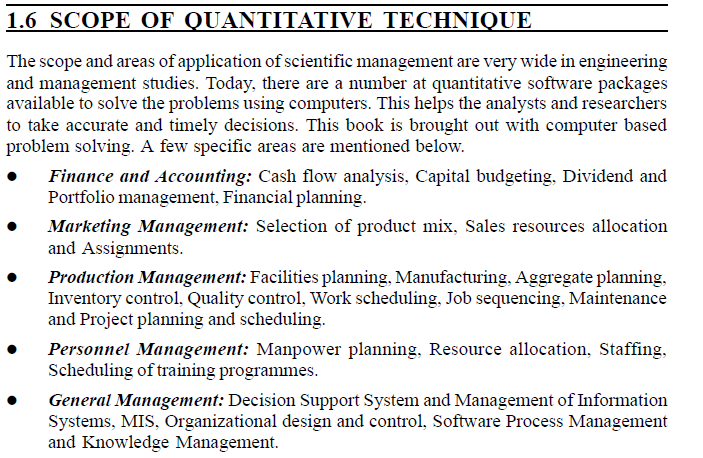 1.6 SCOPE OF QUANTITATIVE TECHNIQUE
The scope and areas of application of scientific management are very wide in engineering
and management studies. Today, there are a number at quantitative software packages
available to solve the problems using computers. This helps the analysts and researchers
to take accurate and timely decisions. This book is brought out with computer based
problem solving. A few specific areas are mentioned below.
● Finance and Accounting: Cash flow analysis, Capital budgeting, Dividend and
Portfolio management, Financial planning.
● Marketing Management: Selection of product mix, Sales resources allocation
and Assignments.
● Production Management: Facilities planning, Manufacturing, Aggregate planning,
Inventory control, Quality control, Work scheduling, Job sequencing, Maintenance
and Project planning and scheduling.
● Personnel Management: Manpower planning, Resource allocation, Staffing,
Scheduling of training programmes.
● General Management: Decision Support System and Management of Information
Systems, MIS, Organizational design and control, Software Process Management
and Knowledge Management.